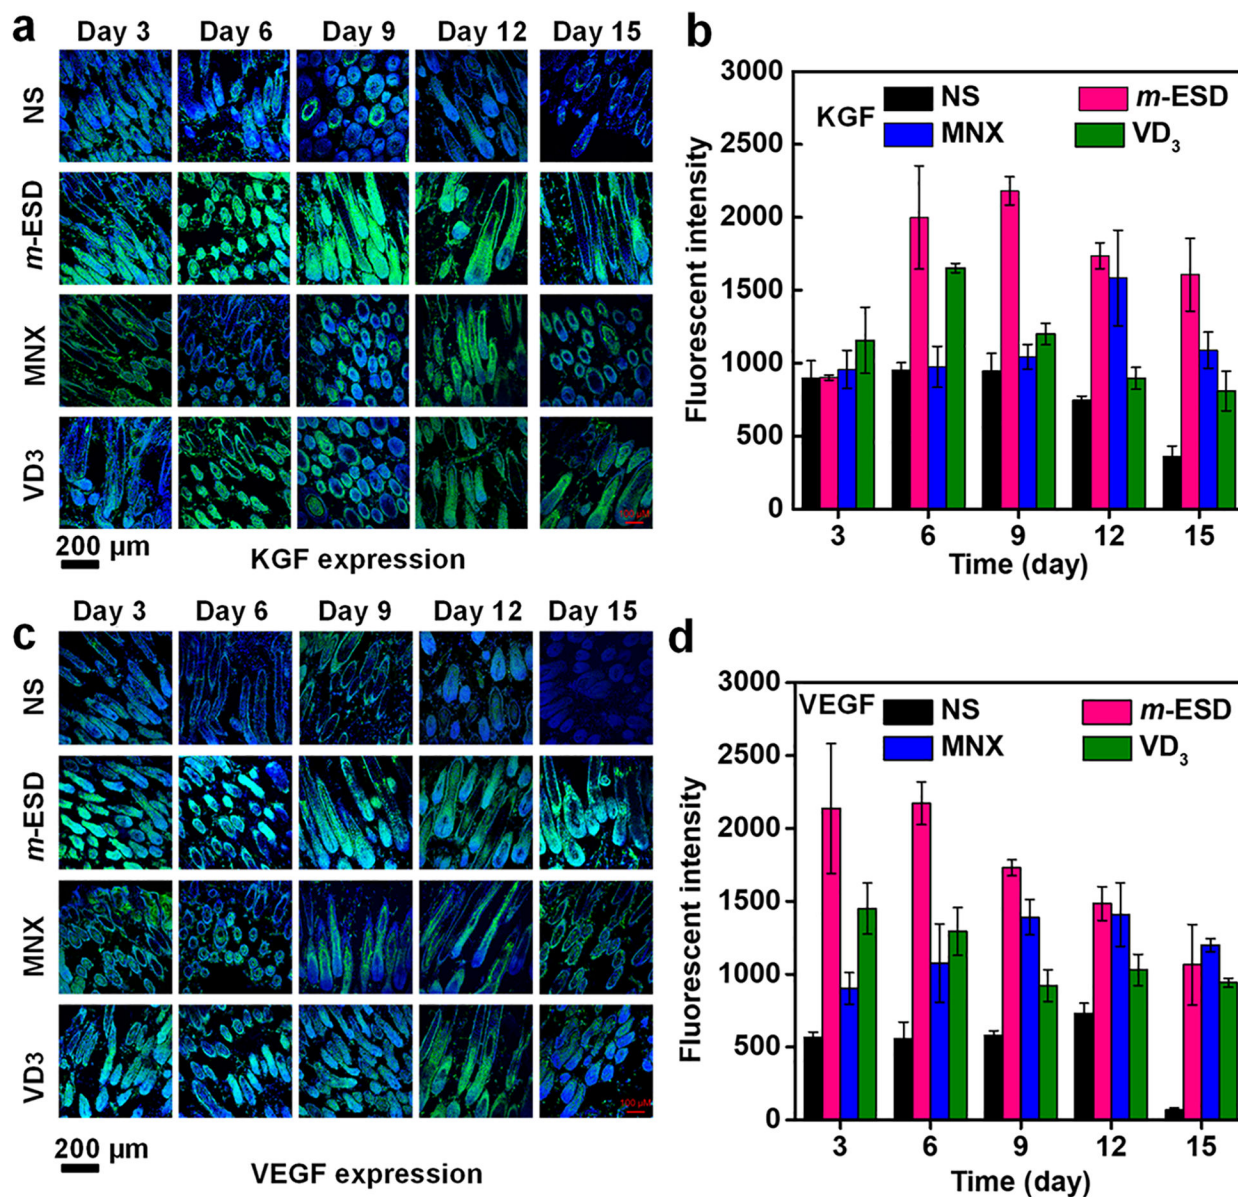 a
Day 3 Day 6 Day 9 Day 12 Day 15
NS
m-ESD
MNX
VD3
100 μM
200 μm
KGF expression
b
3000
2500
2000
1500
1000
500
0
Fluorescent intensity
KGF
NS m-ESD
MNX VD₃
3 6 9 12 15
Time (day)
c
Day 3 Day 6 Day 9 Day 12 Day 15
NS
m-ESD
MNX
VD3
100 μM
200 μm
VEGF expression
d
3000
2500
2000
1500
1000
500
0
Fluorescent intensity
VEGF
NS m-ESD
MNX VD₃
3 6 9 12 15
Time (day)